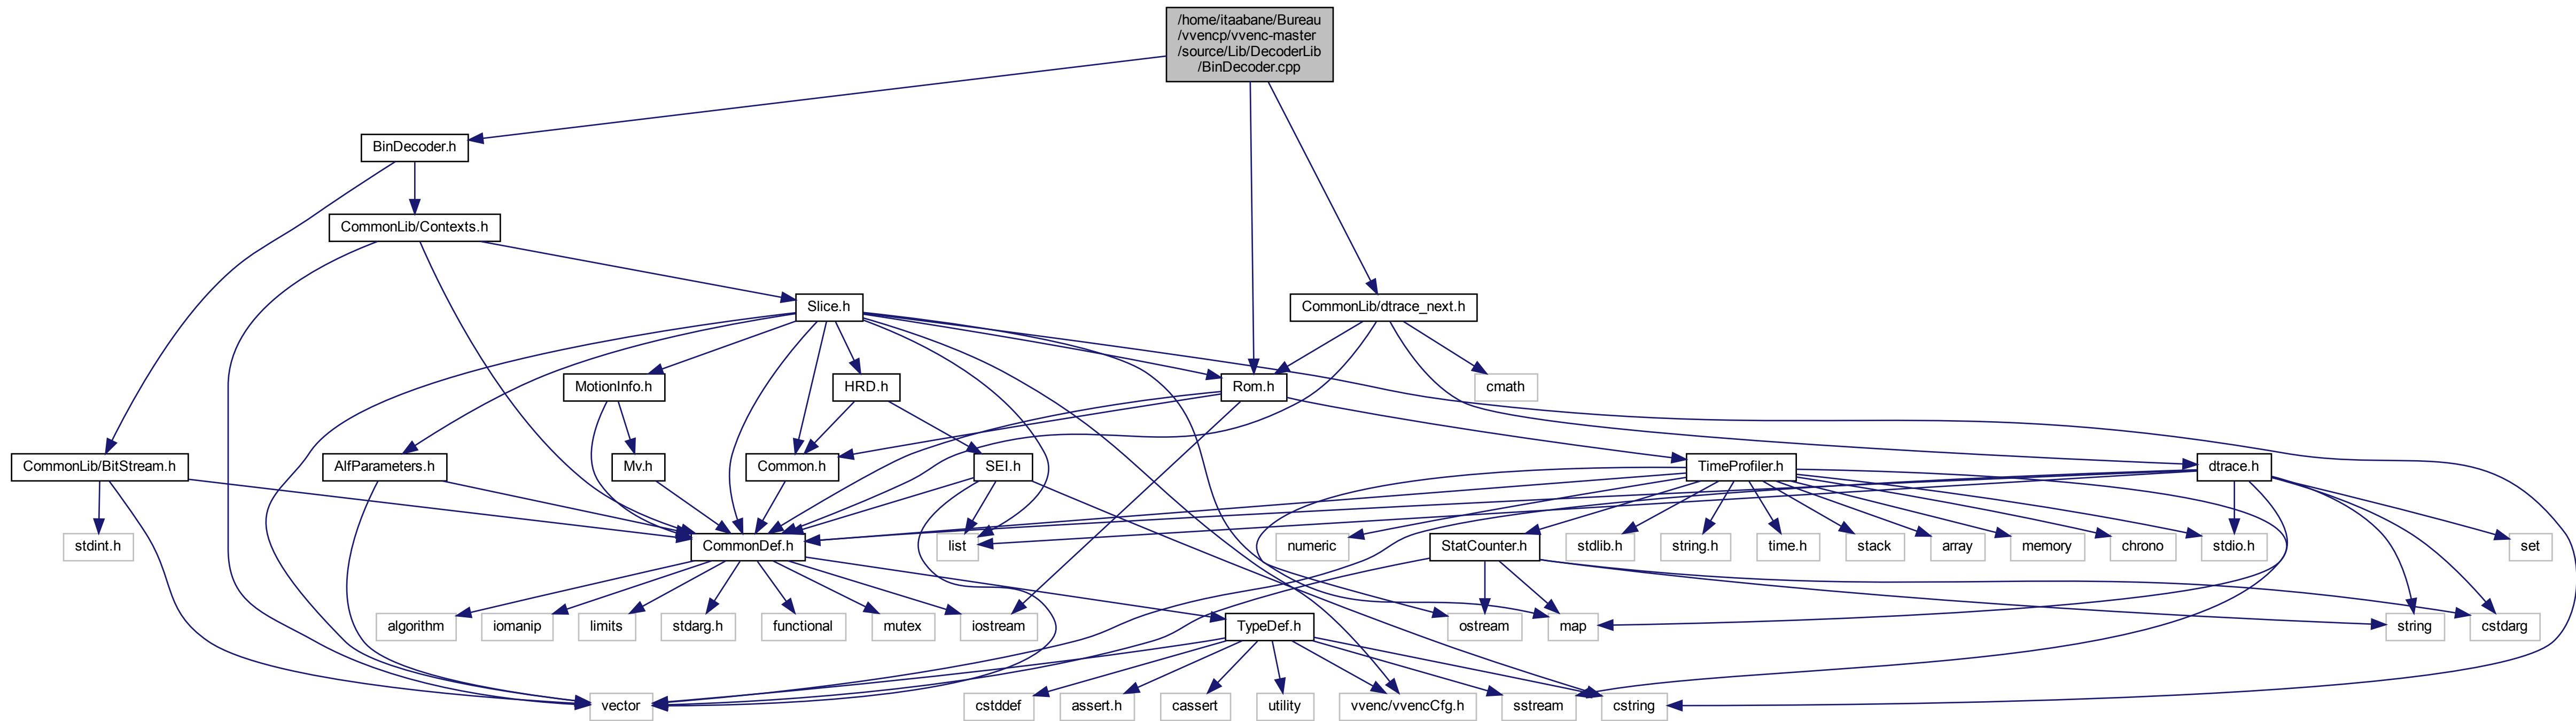 /home/itaabane/Bureau
/vvencp/vvenc-master
/source/Lib/DecoderLib
/BinDecoder.cpp
BinDecoder.h
CommonLib/Contexts.h
Slice.h
CommonLib/dtrace_next.h
MotionInfo.h
HRD.h
Rom.h
cmath
CommonLib/BitStream.h
AlfParameters.h
Mv.h
Common.h
SEI.h
TimeProfiler.h
dtrace.h
stdint.h
CommonDef.h
list
numeric
StatCounter.h
stdlib.h
string.h
time.h
stack
array
memory
chrono
stdio.h
set
algorithm
iomanip
limits
stdarg.h
functional
mutex
iostream
TypeDef.h
ostream
map
string
cstdarg
vector
cstddef
assert.h
cassert
utility
vvenc/vvencCfg.h
sstream
cstring